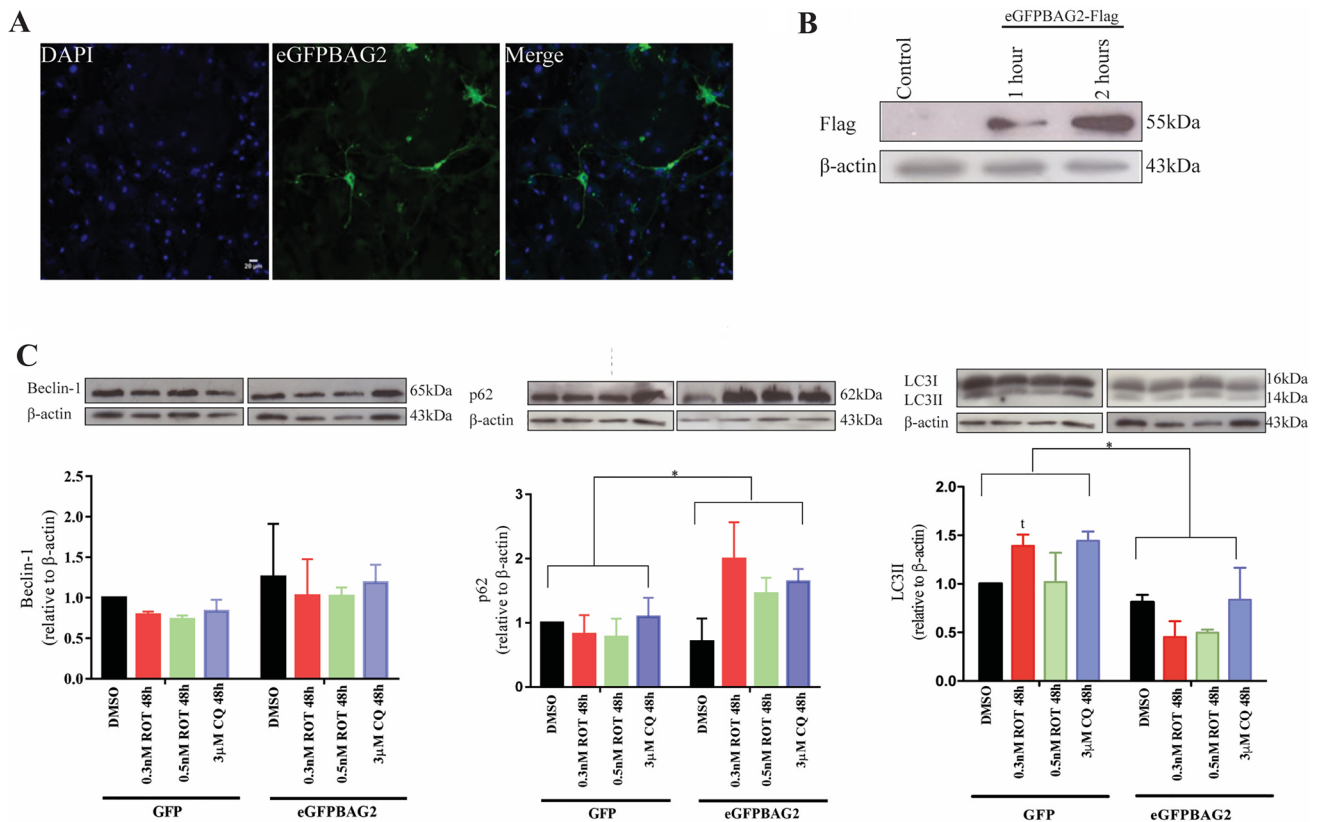 A
DAPI
eGFPBAG2
Merge
20 µm
B
eGFPBAG2-Flag
Control
1 hour
2 hours
Flag
55kDa
β-actin
43kDa
C
Beclin-1
65kDa
β-actin
43kDa
p62
62kDa
β-actin
43kDa
LC3I
16kDa
LC3II
14kDa
β-actin
43kDa
Beclin-1
(relative to β-actin)
2.5
2.0
1.5
1.0
0.5
0.0
DMSO
0.3nM ROT 48h
0.5nM ROT 48h
3µM CQ 48h
DMSO
0.3nM ROT 48h
0.5nM ROT 48h
3µM CQ 48h
GFP
eGFPBAG2
p62
(relative to β-actin)
*
3
2
1
0
DMSO
0.3nM ROT 48h
0.5nM ROT 48h
3µM CQ 48h
DMSO
0.3nM ROT 48h
0.5nM ROT 48h
3µM CQ 48h
GFP
eGFPBAG2
LC3II
(relative to β-actin)
*
t
2.0
1.5
1.0
0.5
0.0
DMSO
0.3nM ROT 48h
0.5nM ROT 48h
3µM CQ 48h
DMSO
0.3nM ROT 48h
0.5nM ROT 48h
3µM CQ 48h
GFP
eGFPBAG2